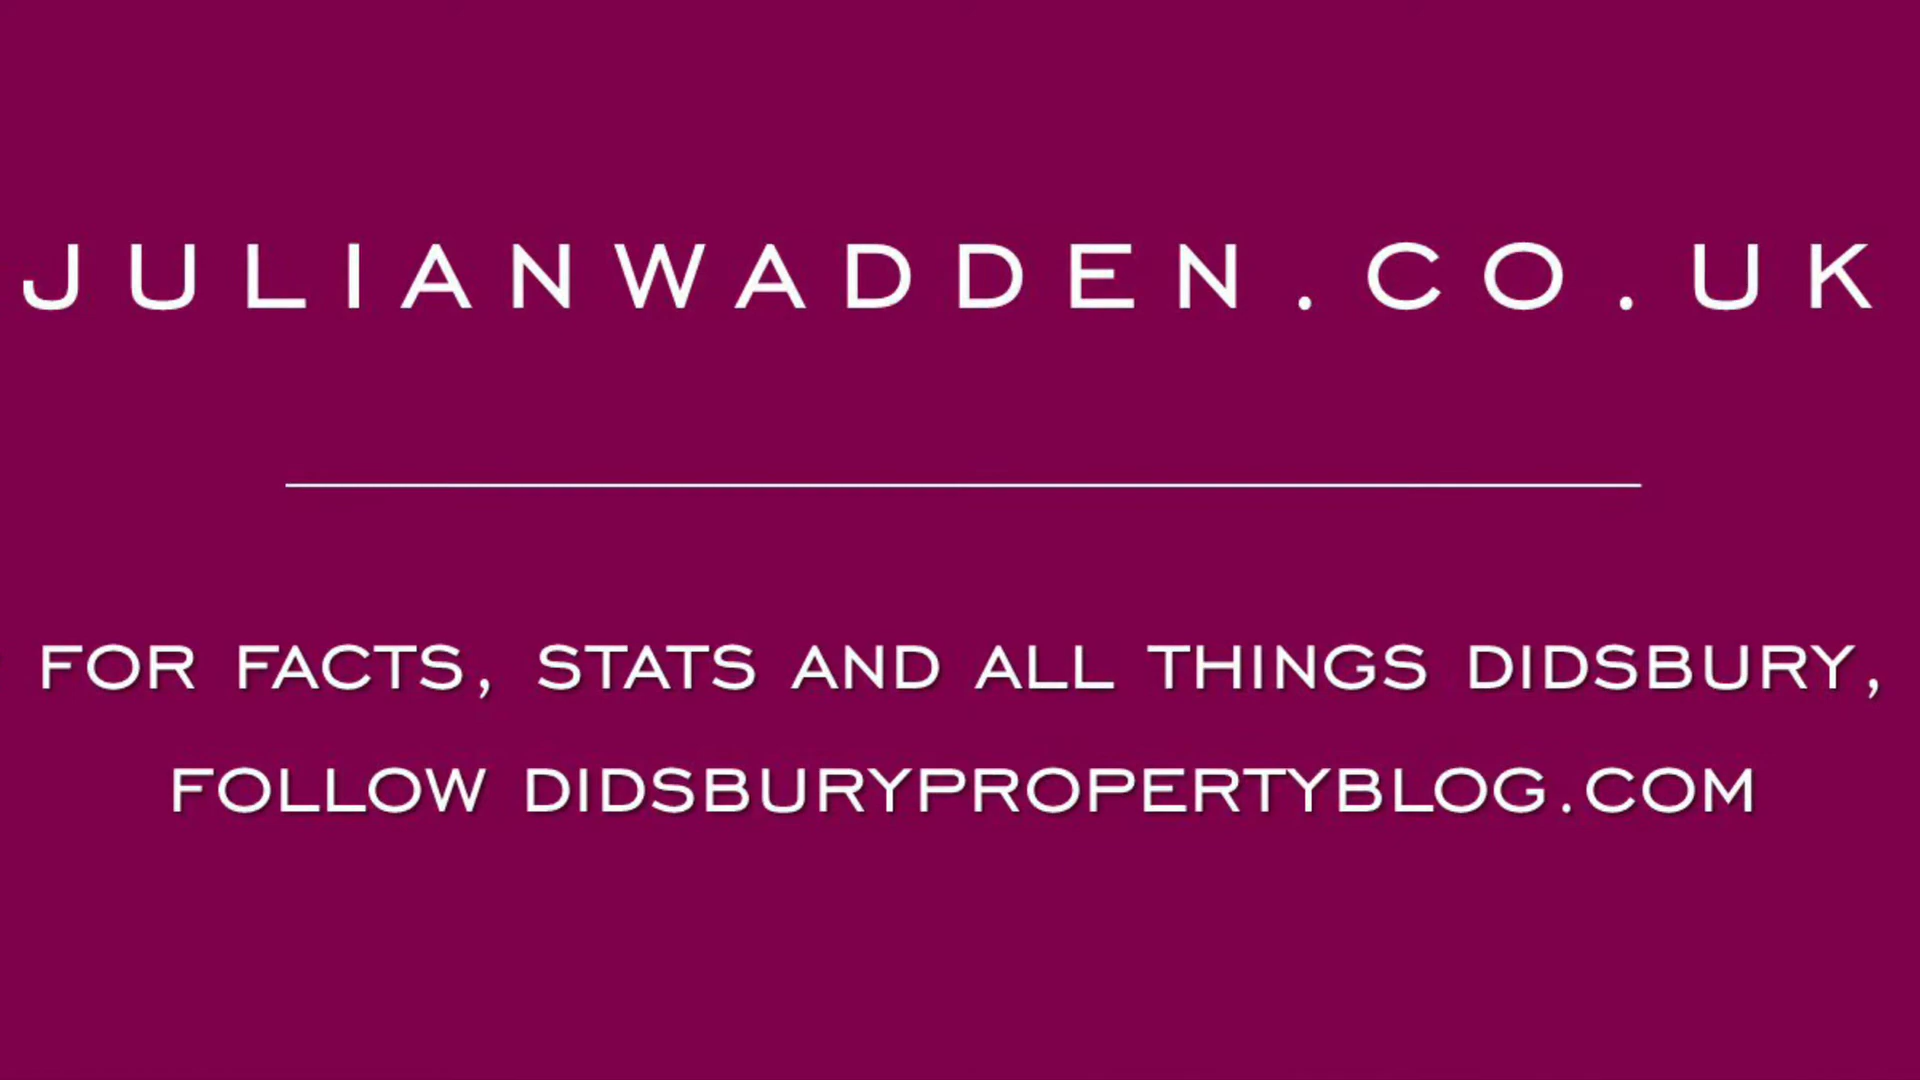 JULIANWADDEN.CO.UK
FOR FACTS, STATS AND ALL THINGS DIDSBURY,
FOLLOW DIDSBURYPROPERTYBLOG.COM